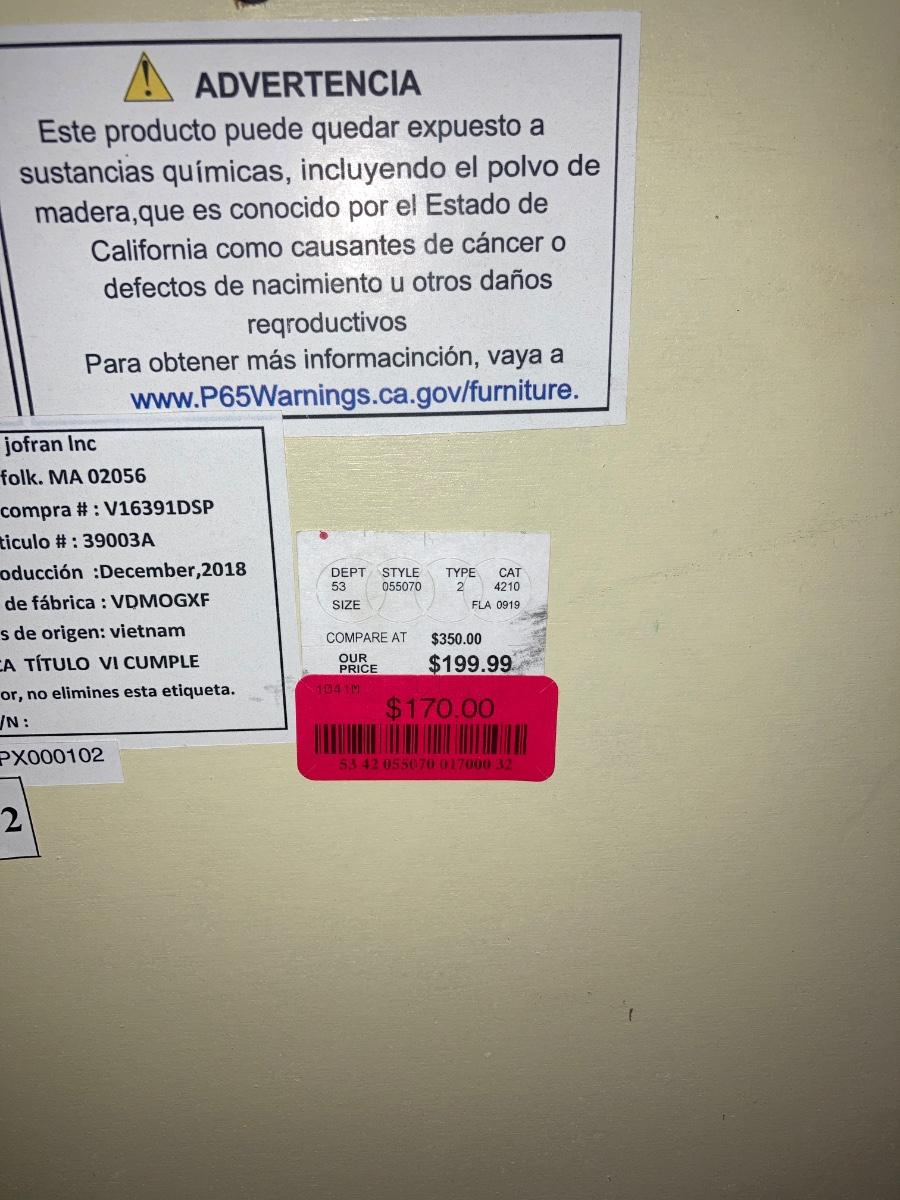 ADVERTENCIA
Este producto puede quedar expuesto a
sustancias químicas, incluyendo el polvo de
madera,que es conocido por el Estado de
California como causantes de cáncer o
defectos de nacimiento u otros daños
reqroductivos
Para obtener más informacinción, vaya a
www.P65Warnings.ca.gov/furniture.
jofran Inc
folk. MA 02056
compra # : V16391DSP
tículo # : 39003A
oducción :December,2018
de fábrica : VDMOGXF
s de origen: vietnam
CA TÍTULO VI CUMPLE
or, no elimines esta etiqueta.
/N :
PX000102
2
DEPT STYLE TYPE CAT
53 055070 2 4210
SIZE FLA 0919
COMPARE AT $350.00
OUR
PRICE $199.99
1041M
$170.00
53 42 055070 017000 32